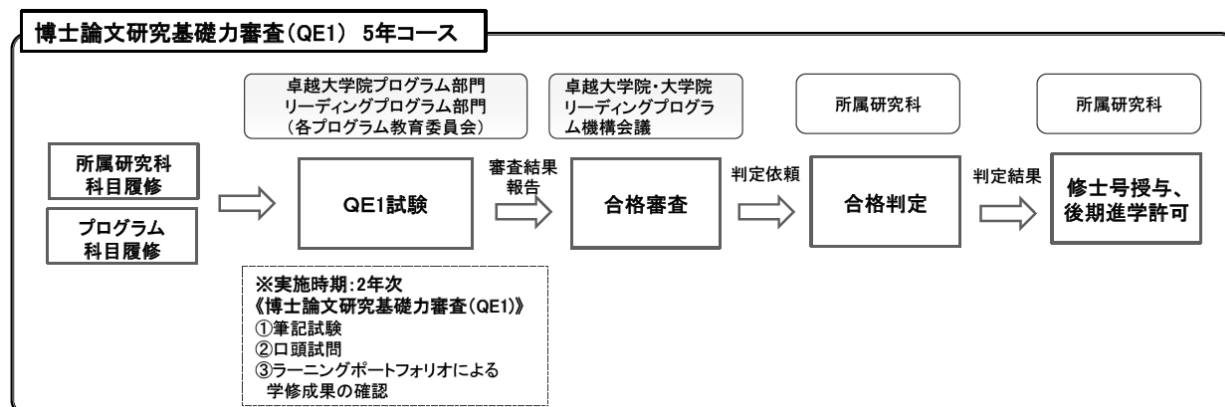 博士論文研究基礎力審査(QE1) 5年コース
卓越大学院プログラム部門
リーディングプログラム部門
(各プログラム教育委員会)
卓越大学院・大学院
リーディングプログラ
ム機構会議
所属研究科
所属研究科
所属研究科
科目履修
プログラム
科目履修
QE1試験
審査結果
報告
合格審査
判定依頼
合格判定
判定結果
修士号授与、
後期進学許可
※実施時期:2年次
《博士論文研究基礎力審査(QE1)》
①筆記試験
②口頭試問
③ラーニングポートフォリオによる
学修成果の確認